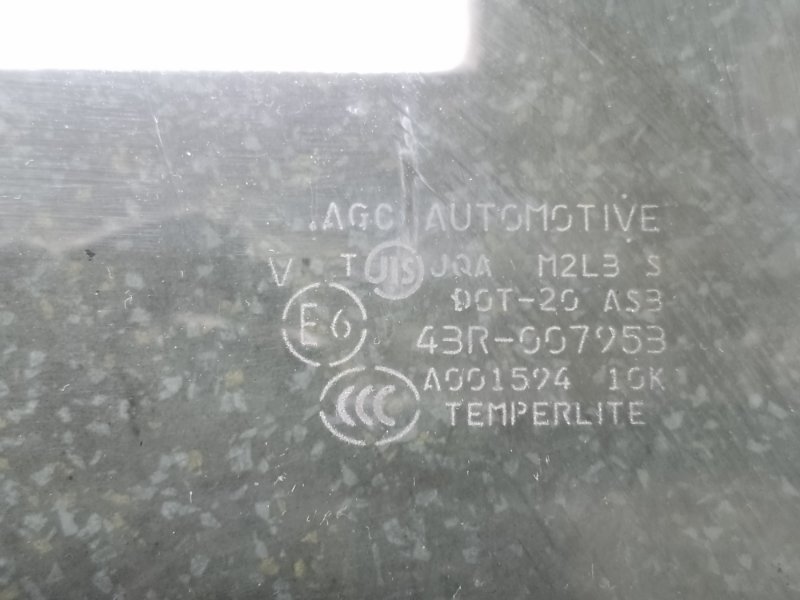 AGC AUTOMOTIVE
V T JIS JQA M2L3 S
DOT-20 AS3
E6 43R-007953
CCC A001594 10K
TEMPERLITE